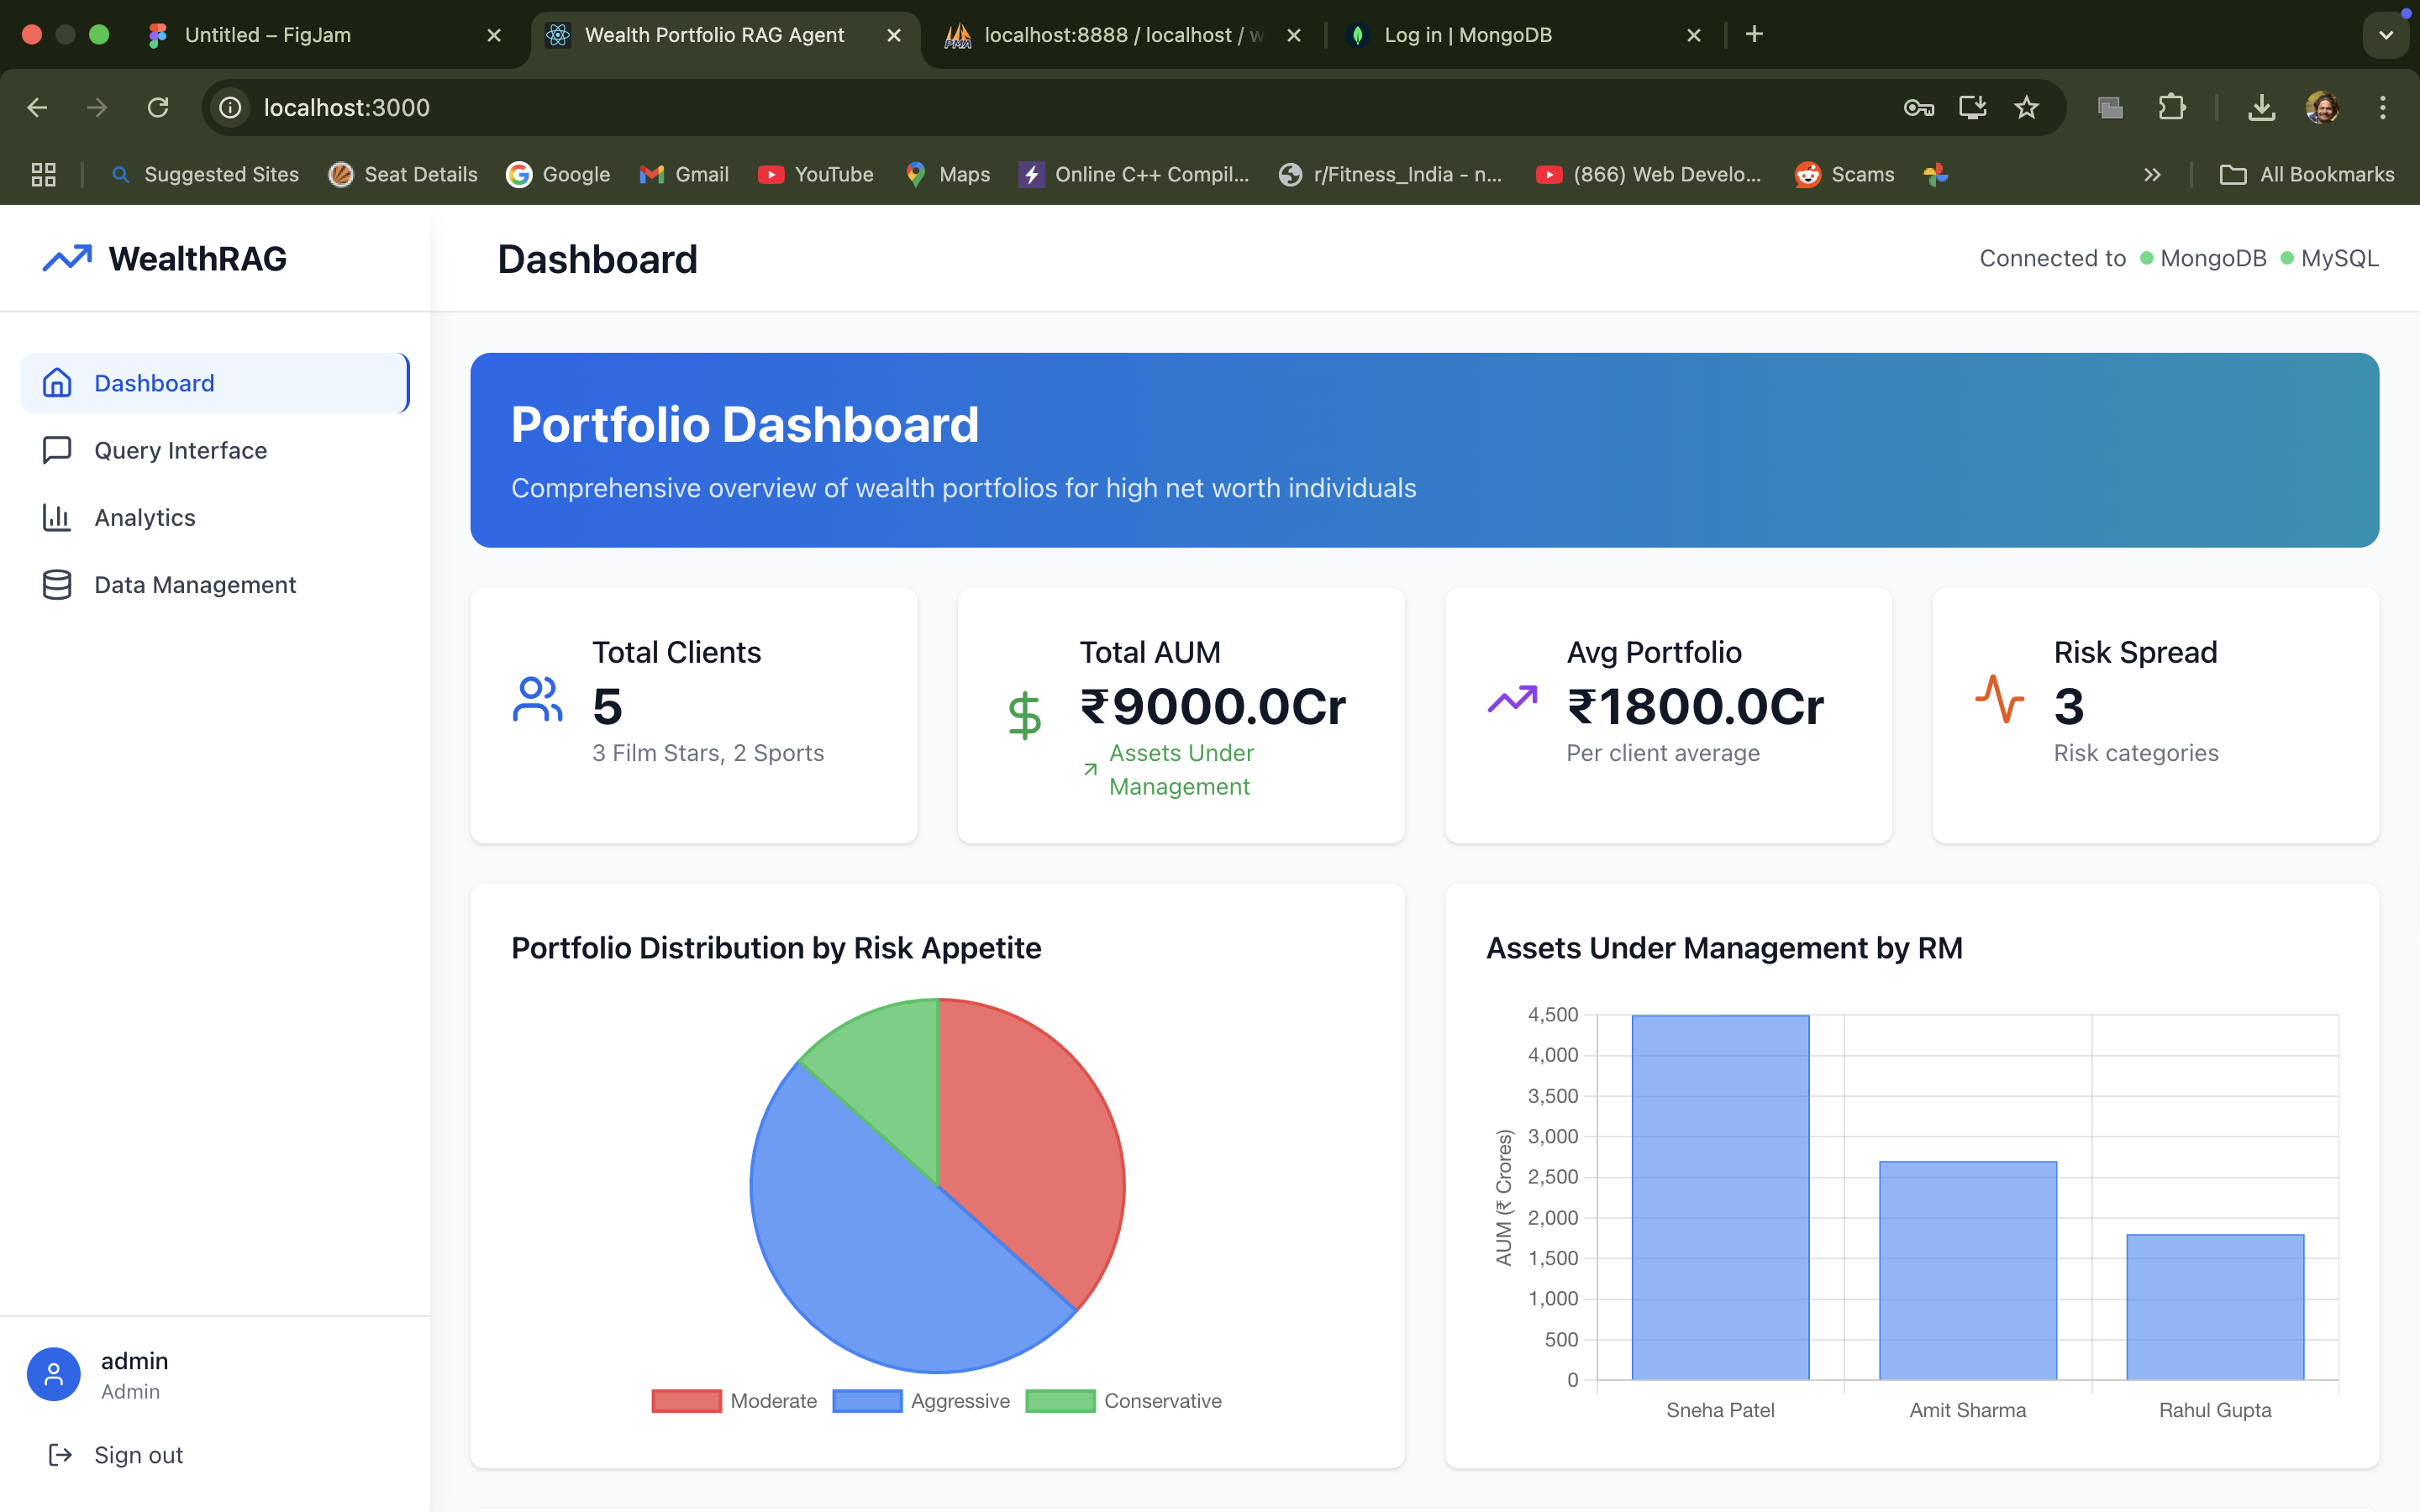 Untitled – FigJam
Wealth Portfolio RAG Agent
localhost:8888 / localhost / w
Log in | MongoDB
localhost:3000
Suggested Sites
Seat Details
Google
Gmail
YouTube
Maps
Online C++ Compil...
r/Fitness_India - n...
(866) Web Develo...
Scams
All Bookmarks
WealthRAG
Dashboard
Connected to MongoDB MySQL
Dashboard
Query Interface
Analytics
Data Management
admin
Admin
Sign out
Portfolio Dashboard
Comprehensive overview of wealth portfolios for high net worth individuals
Total Clients
5
3 Film Stars, 2 Sports
Total AUM
₹9000.0Cr
Assets Under
Management
Avg Portfolio
₹1800.0Cr
Per client average
Risk Spread
3
Risk categories
Portfolio Distribution by Risk Appetite
Moderate
Aggressive
Conservative
Assets Under Management by RM
AUM (₹ Crores)
4,500
4,000
3,500
3,000
2,500
2,000
1,500
1,000
500
0
Sneha Patel
Amit Sharma
Rahul Gupta